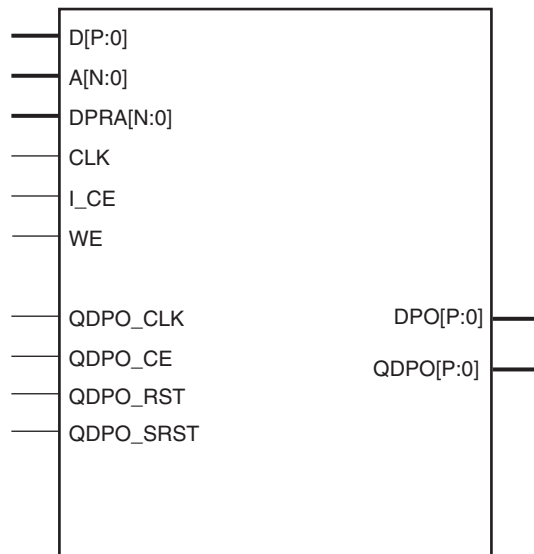 D[P:0]
A[N:0]
DPRA[N:0]
CLK
I_CE
WE
QDPO_CLK
QDPO_CE
QDPO_RST
QDPO_SRST
DPO[P:0]
QDPO[P:0]